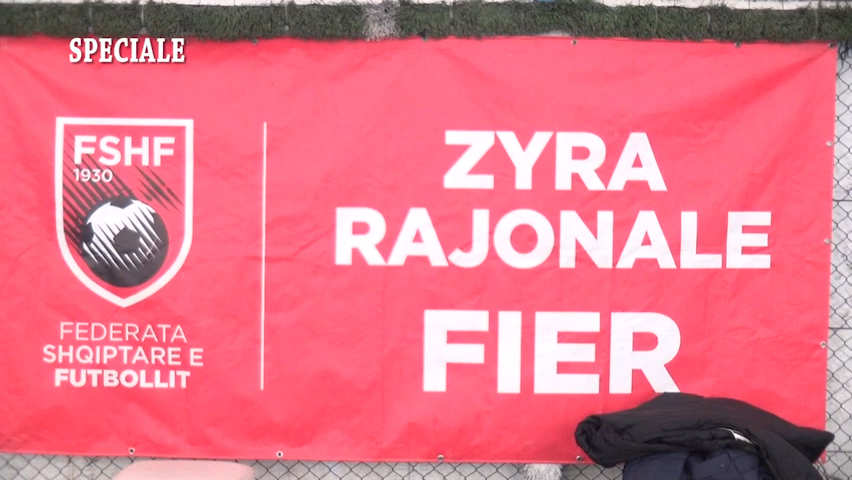 SPECIALE
FSHF
1930
FEDERATA
SHQIPTARE E
FUTBOLLIT
ZYRA
RAJONALE
FIER